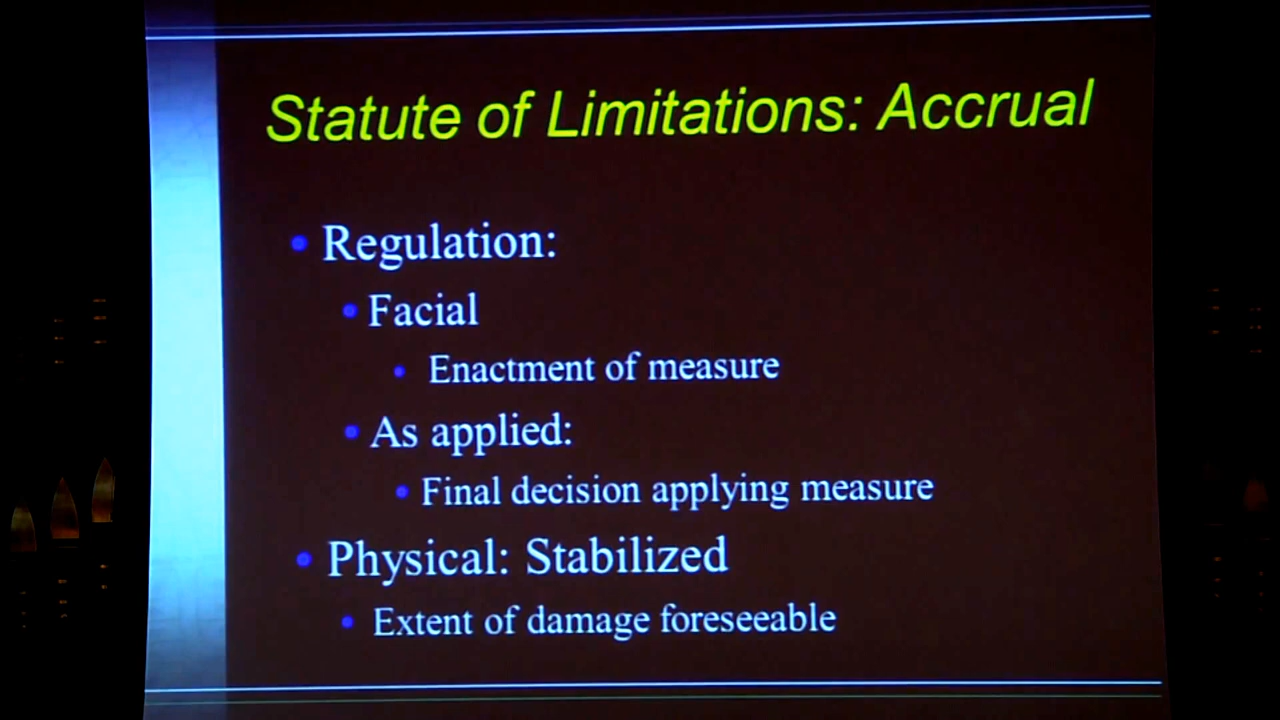 Statute of Limitations: Accrual
Regulation:
Facial
Enactment of measure
As applied:
Final decision applying measure
Physical: Stabilized
Extent of damage foreseeable